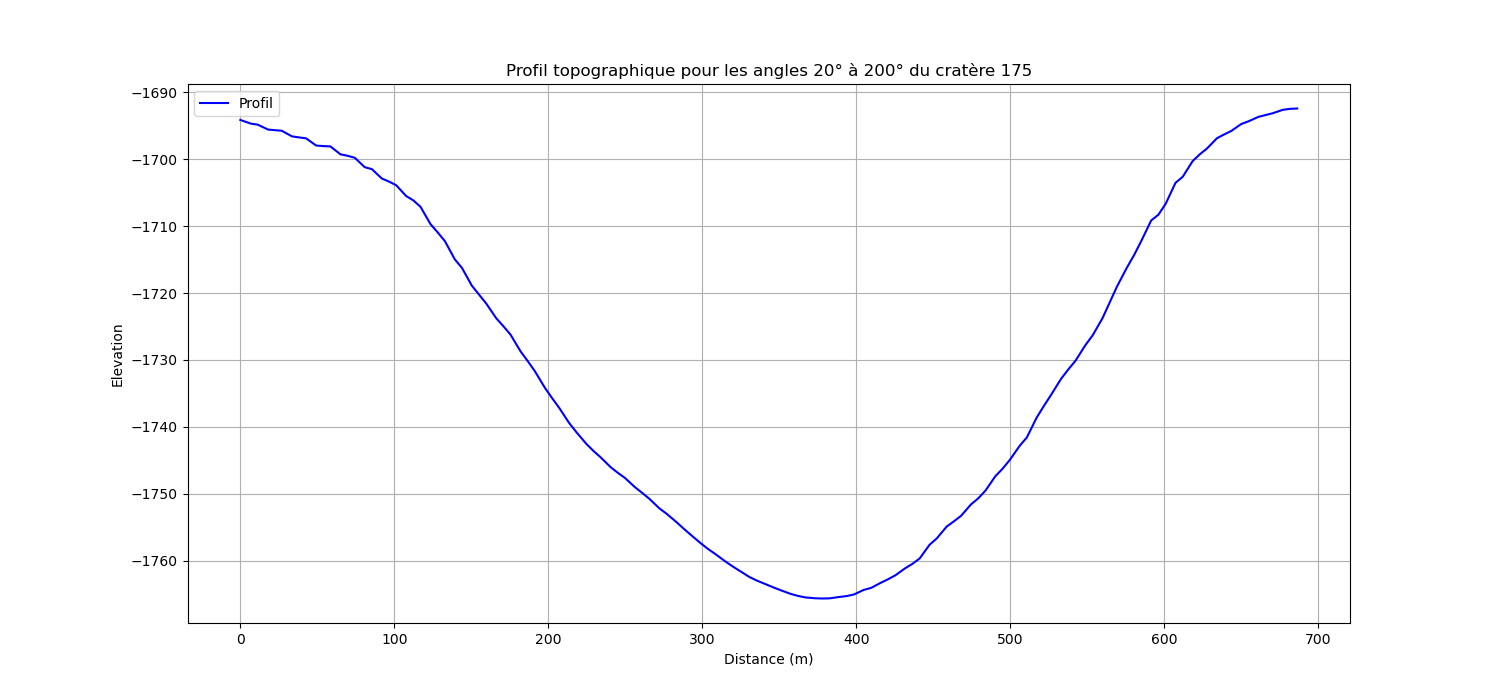 Profil topographique pour les angles 20° à 200° du cratère 175
Profil
−1690
−1700
−1710
−1720
−1730
−1740
−1750
−1760
Elevation
0 100 200 300 400 500 600 700
Distance (m)